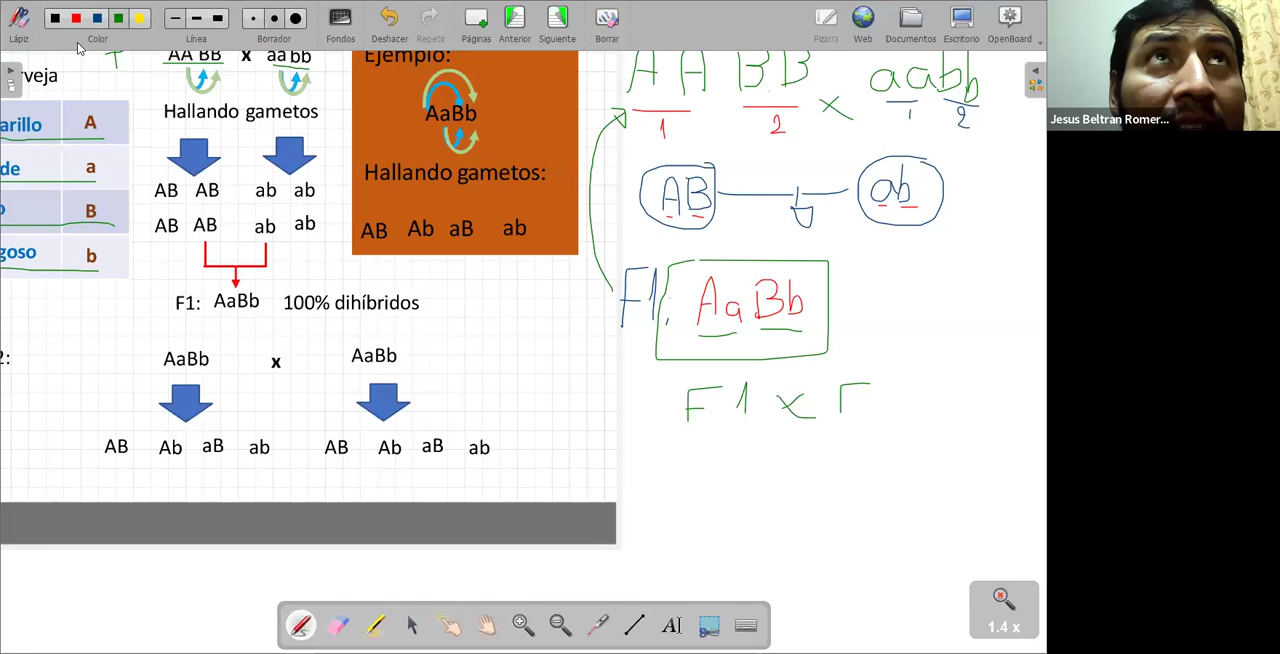 Lápiz Color Línea Borrador Fondos Deshacer Repetir Páginas Anterior Siguiente Borrar Pizarra Web Documentos Escritorio OpenBoard
rveja
arillo A
de a
o B
goso b
AA BB x aa bb
Hallando gametos
AB AB ab ab
AB AB ab ab
F1: AaBb 100% dihíbridos
2: AaBb x AaBb
AB Ab aB ab AB Ab aB ab
Ejemplo:
AaBb
Hallando gametos:
AB Ab aB ab
AA BB x aabb
1 2 1 2
AB ab
F1: AaBb
F1 x
Jesus Beltran Romer...
1.4 x